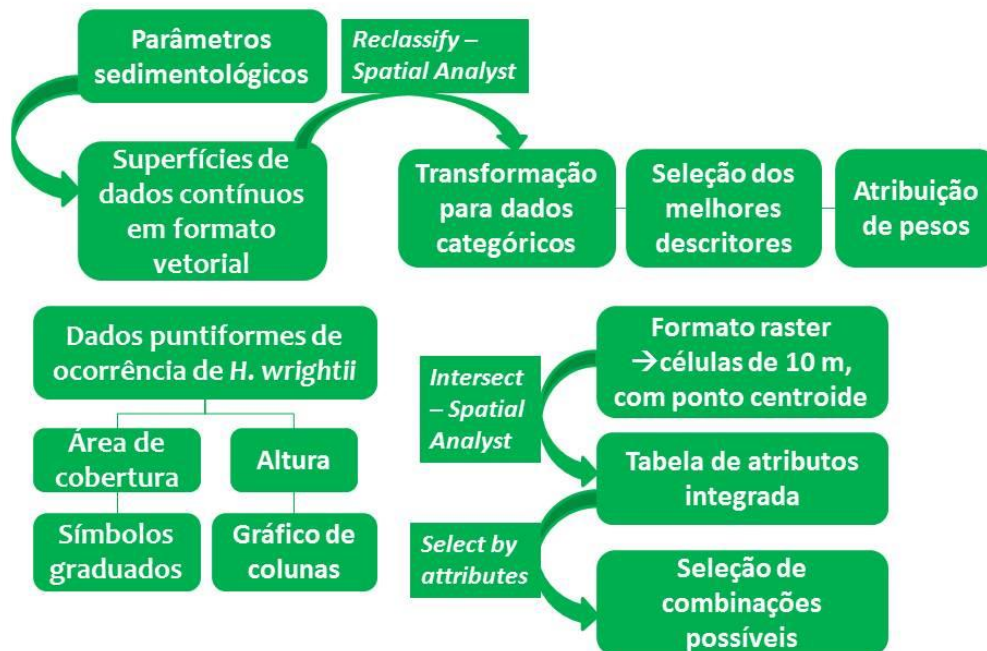 Parâmetros
sedimentológicos
Reclassify –
Spatial Analyst
Superfícies de
dados contínuos
em formato
vetorial
Transformação
para dados
categóricos
Seleção dos
melhores
descritores
Atribuição
de pesos
Dados puntiformes de
ocorrência de H. wrightii
Área de
cobertura
Altura
Símbolos
graduados
Gráfico de
colunas
Formato raster
→células de 10 m,
com ponto centroide
Intersect
– Spatial
Analyst
Tabela de atributos
integrada
Select by
attributes
Seleção de
combinações
possíveis